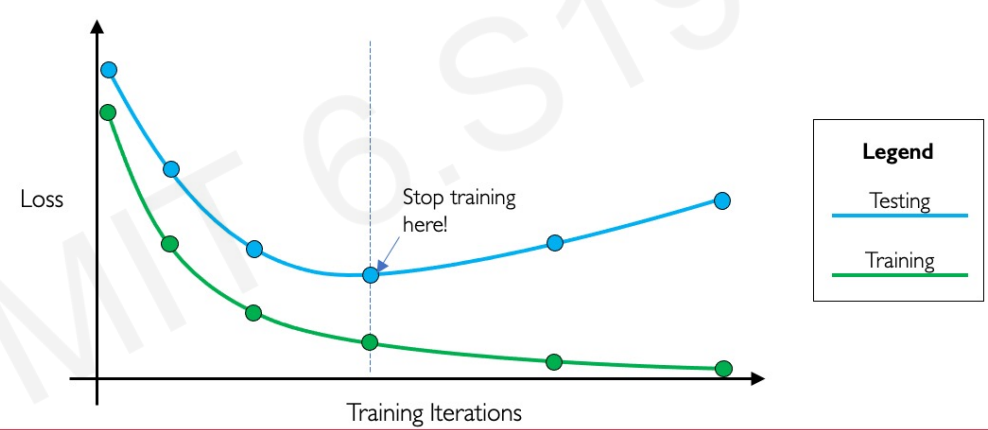 MIT 6.S19
Loss
Stop training
here!
Training Iterations
Legend
Testing
Training